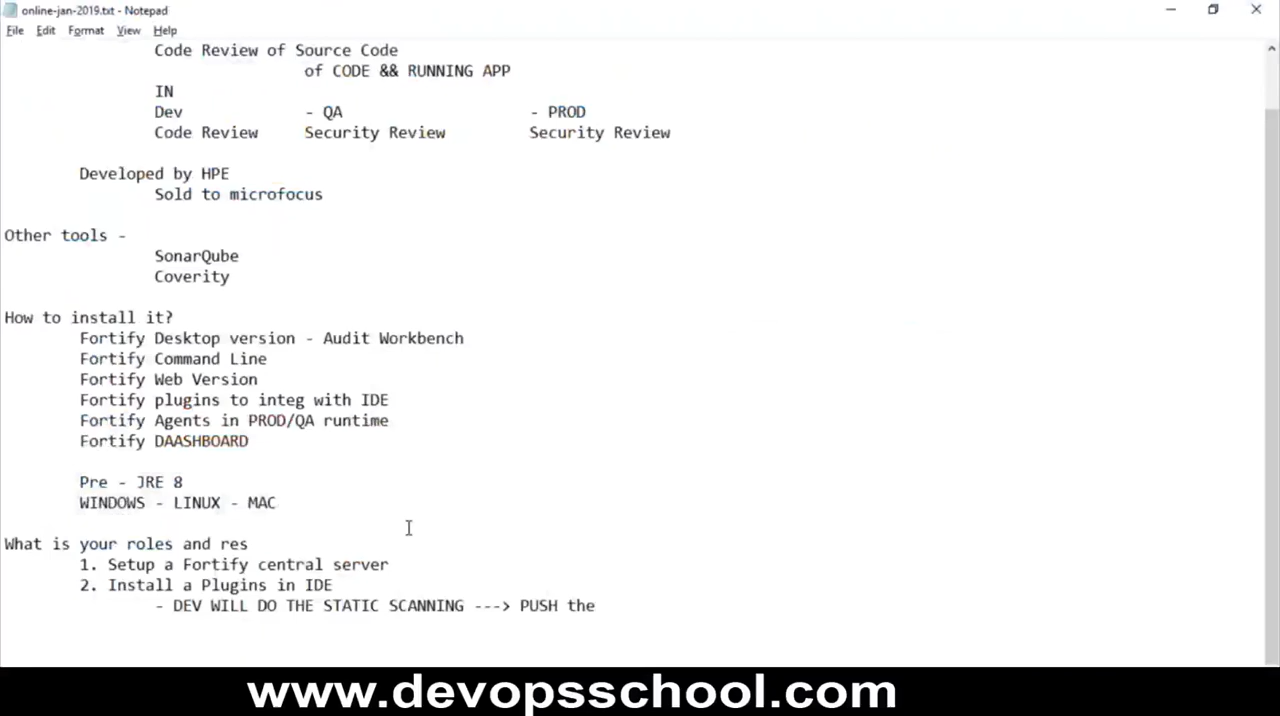 online-jan-2019.txt - Notepad
File Edit Format View Help
Code Review of Source Code
of CODE && RUNNING APP
IN
Dev - QA - PROD
Code Review Security Review Security Review
Developed by HPE
Sold to microfocus
Other tools -
SonarQube
Coverity
How to install it?
Fortify Desktop version - Audit Workbench
Fortify Command Line
Fortify Web Version
Fortify plugins to integ with IDE
Fortify Agents in PROD/QA runtime
Fortify DAASHBOARD
Pre - JRE 8
WINDOWS - LINUX - MAC
What is your roles and res
1. Setup a Fortify central server
2. Install a Plugins in IDE
- DEV WILL DO THE STATIC SCANNING ---> PUSH the
www.devopsschool.com